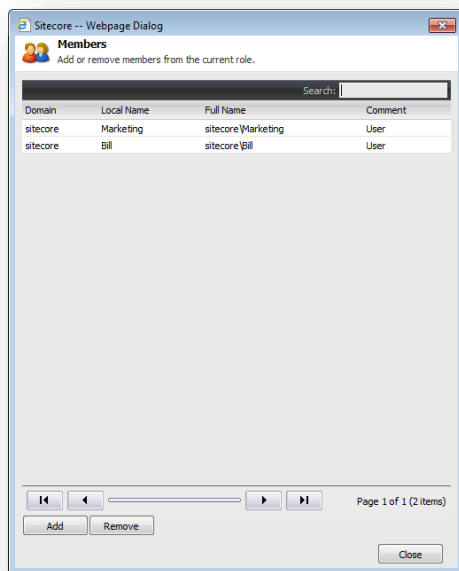 Sitecore -- Webpage Dialog
Members
Add or remove members from the current role.
Search:
Domain Local Name Full Name Comment
sitecore Marketing sitecore\Marketing User
sitecore Bill sitecore\Bill User
Page 1 of 1 (2 items)
Add Remove
Close